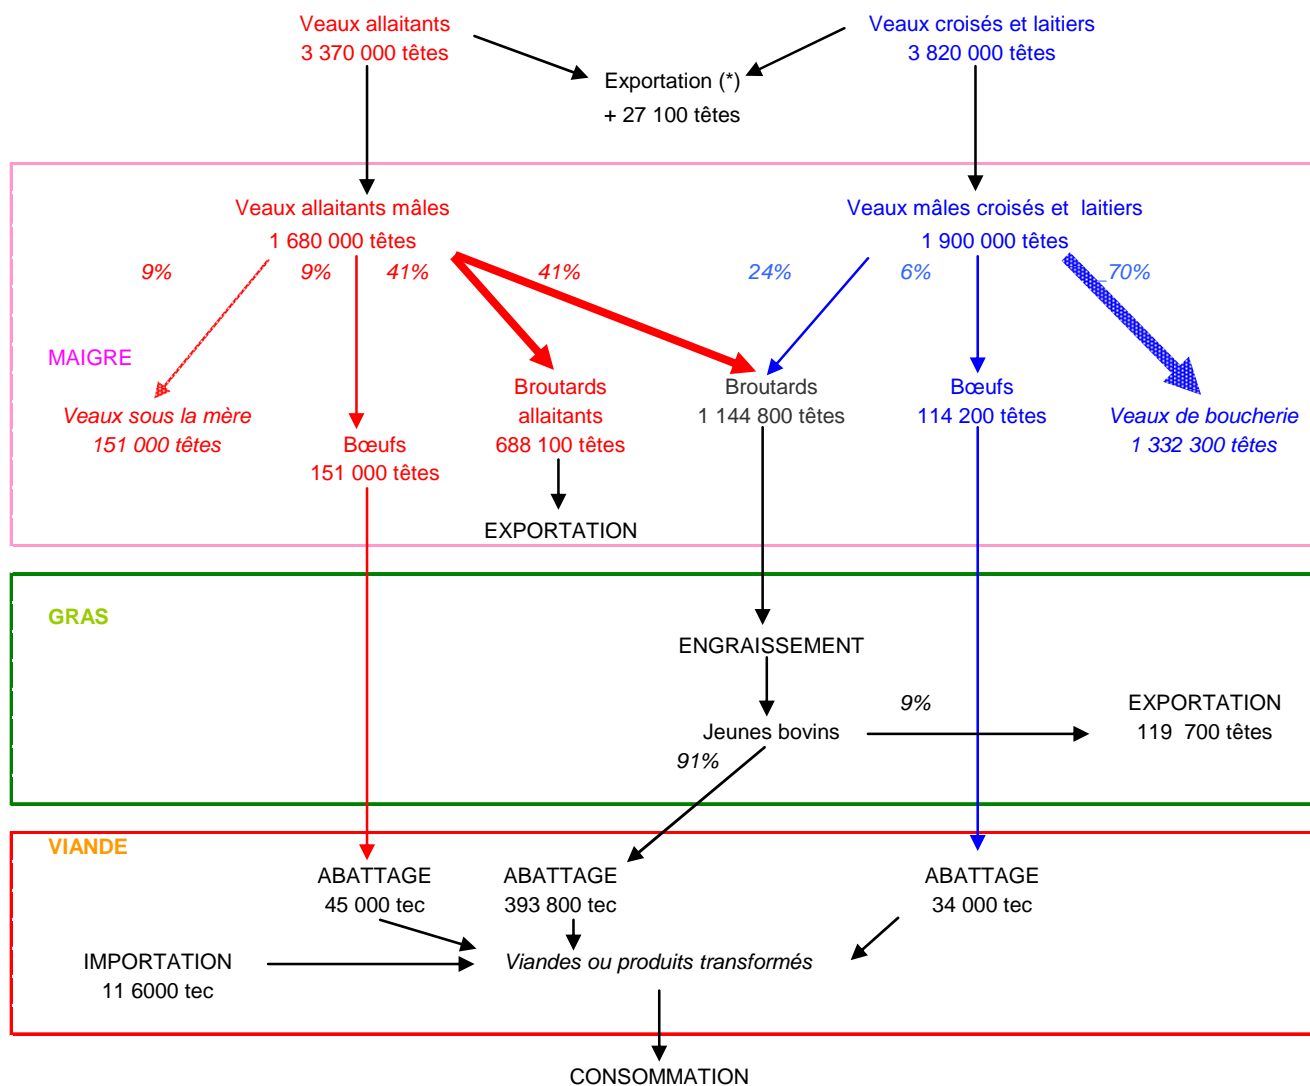 Veaux allaitants
3 370 000 têtes
Veaux croisés et laitiers
3 820 000 têtes
Exportation (*)
+ 27 100 têtes
Veaux allaitants mâles
1 680 000 têtes
Veaux mâles croisés et laitiers
1 900 000 têtes
9%
9%
41%
41%
24%
6%
_70%
MAIGRE
Veaux sous la mère
151 000 têtes
Bœufs
151 000 têtes
Broutards
allaitants
688 100 têtes
Broutards
1 144 800 têtes
Bœufs
114 200 têtes
Veaux de boucherie
1 332 300 têtes
EXPORTATION
GRAS
ENGRAISSEMENT
Jeunes bovins
9%
EXPORTATION
119 700 têtes
91%
VIANDE
ABATTAGE
45 000 tec
ABATTAGE
393 800 tec
ABATTAGE
34 000 tec
IMPORTATION
11 6000 tec
Viandes ou produits transformés
CONSOMMATION